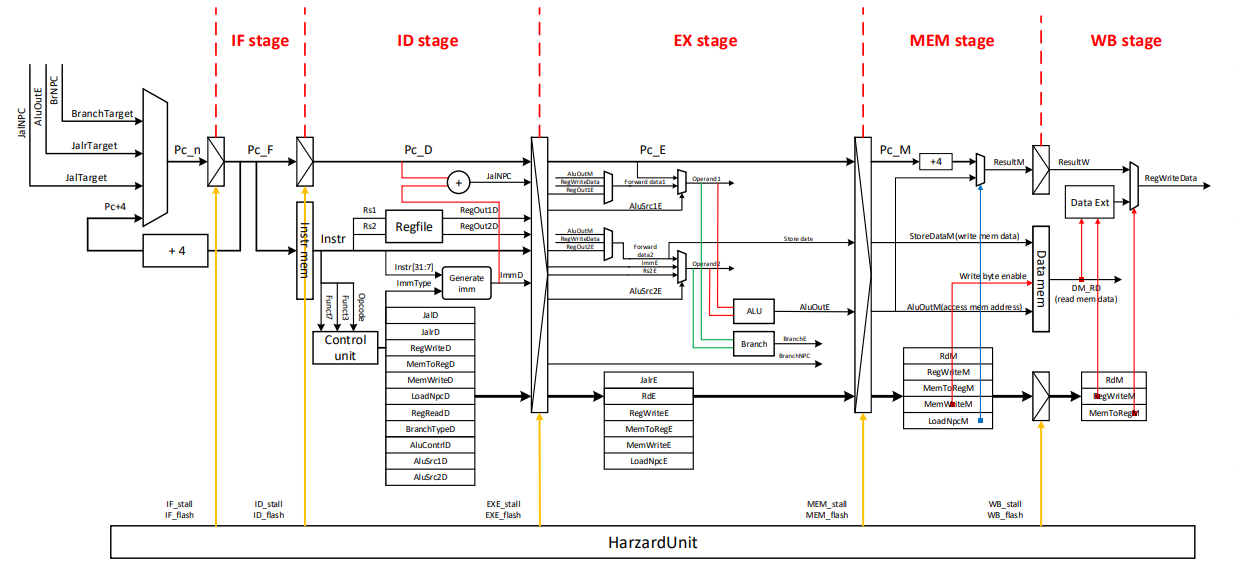 IF stage
ID stage
EX stage
MEM stage
WB stage
JalNPC
AluOutE
BrNPC
BranchTarget
JalrTarget
JalTarget
Pc+4
+ 4
Pc_n
Pc_F
Instr mem
Pc_D
+
JalNPC
Instr
Rs1
Rs2
Regfile
RegOut1D
RegOut2D
Instr[31:7]
ImmType
Generate
imm
ImmD
Funct7
Funct3
Opcode
Control
unit
JalD
JalrD
RegWriteD
MemToRegD
MemWriteD
LoadNpcD
RegReadD
BranchTypeD
AluContrlD
AluSrc1D
AluSrc2D
Pc_E
AluOutM
RegWriteData
RegOut1E
Forward data1
Operand1
AluSrc1E
AluOutM
RegWriteData
RegOut2E
Forward
data2
ImmE
Rs2E
Operand2
AluSrc2E
Store date
ALU
AluOutE
Branch
BranchE
BranchNPC
JalrE
RdE
RegWriteE
MemToRegE
MemWriteE
LoadNpcE
Pc_M
+4
ResultM
StoreDataM(write mem data)
Write byte enable
AluOutM(access mem address)
Data mem
RdM
RegWriteM
MemToRegM
MemWriteM
LoadNpcM
ResultW
Data Ext
RegWriteData
DM_RD
(read mem data)
RdM
RegWriteM
MemToRegM
IF_stall
IF_flash
ID_stall
ID_flash
EXE_stall
EXE_flash
MEM_stall
MEM_flash
WB_stall
WB_flash
HarzardUnit